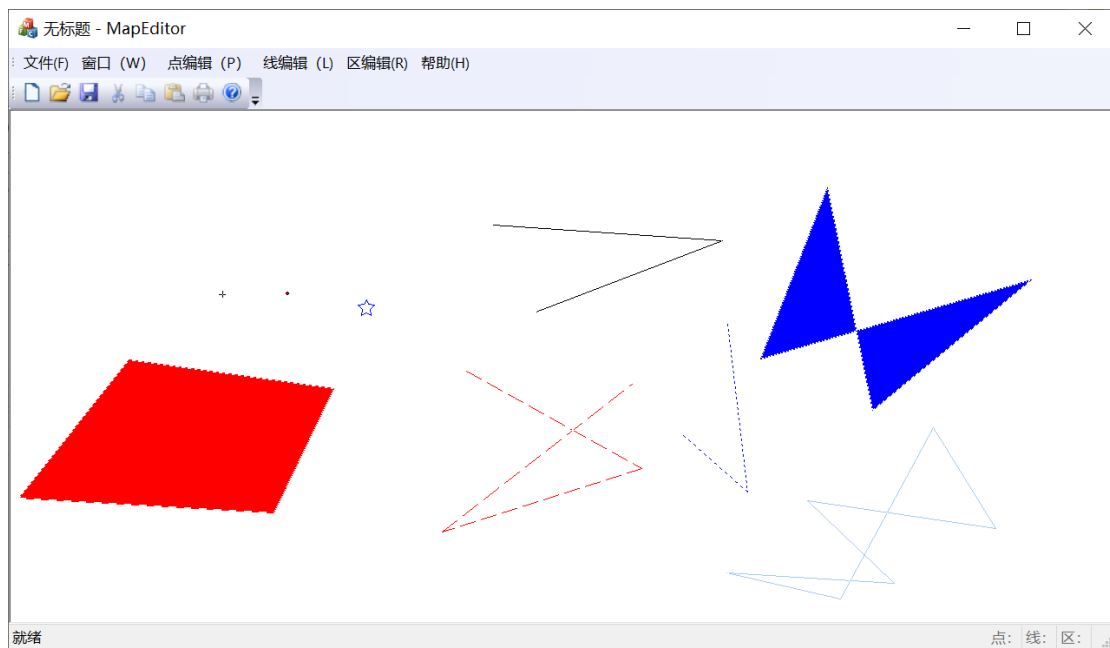 无标题 - MapEditor
文件(F) 窗口（W） 点编辑（P） 线编辑（L) 区编辑(R) 帮助(H)
就绪 点: 线: 区: